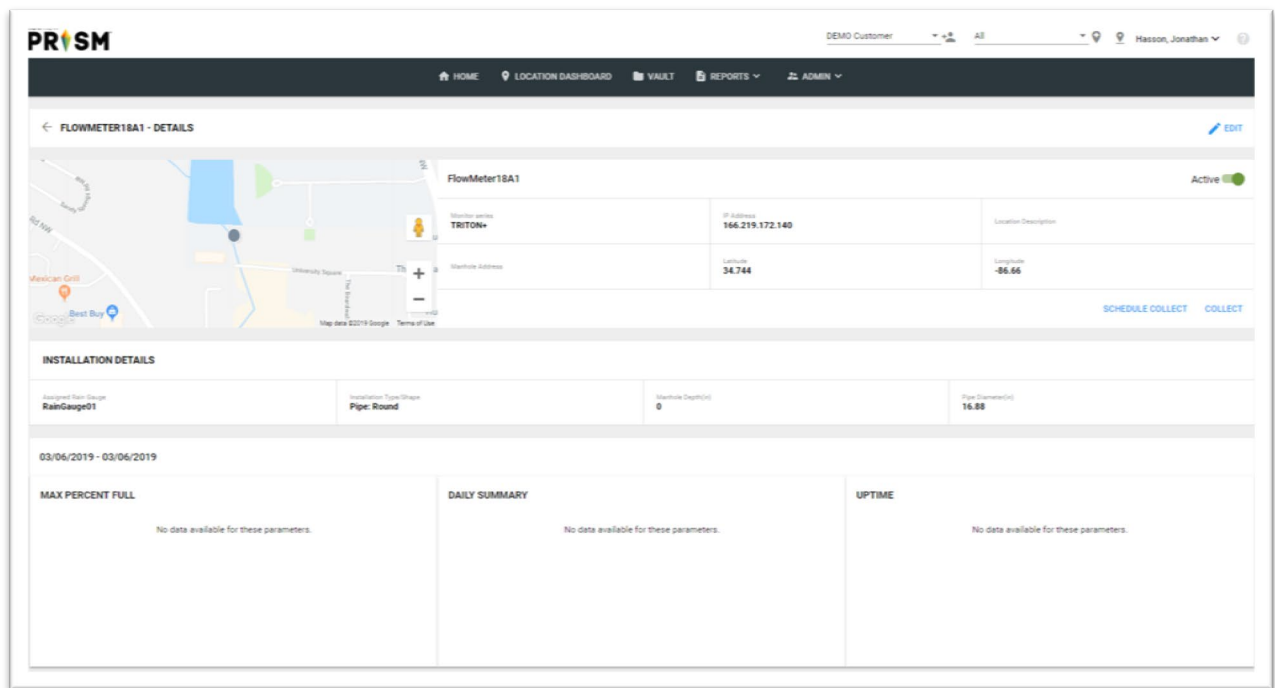 PRISM
DEMO Customer
All
Hasson, Jonathan
HOME
LOCATION DASHBOARD
VAULT
REPORTS
ADMIN
FLOWMETER18A1 - DETAILS
EDIT
FlowMeter18A1
Active
Monitor series
TRITON+
IP Address
166.219.172.140
Location Description
Manhole Address
Latitude
34.744
Longitude
-86.66
Rd NW
University Square
Mexican Grill
Best Buy
Google
Map data ©2019 Google
Terms of Use
SCHEDULE COLLECT
COLLECT
INSTALLATION DETAILS
Assigned Rain Gauge
RainGauge01
Installation Type/Shape
Pipe: Round
Manhole Depth(in)
0
Pipe Diameter(in)
16.88
03/06/2019 - 03/06/2019
MAX PERCENT FULL
No data available for these parameters.
DAILY SUMMARY
No data available for these parameters.
UPTIME
No data available for these parameters.